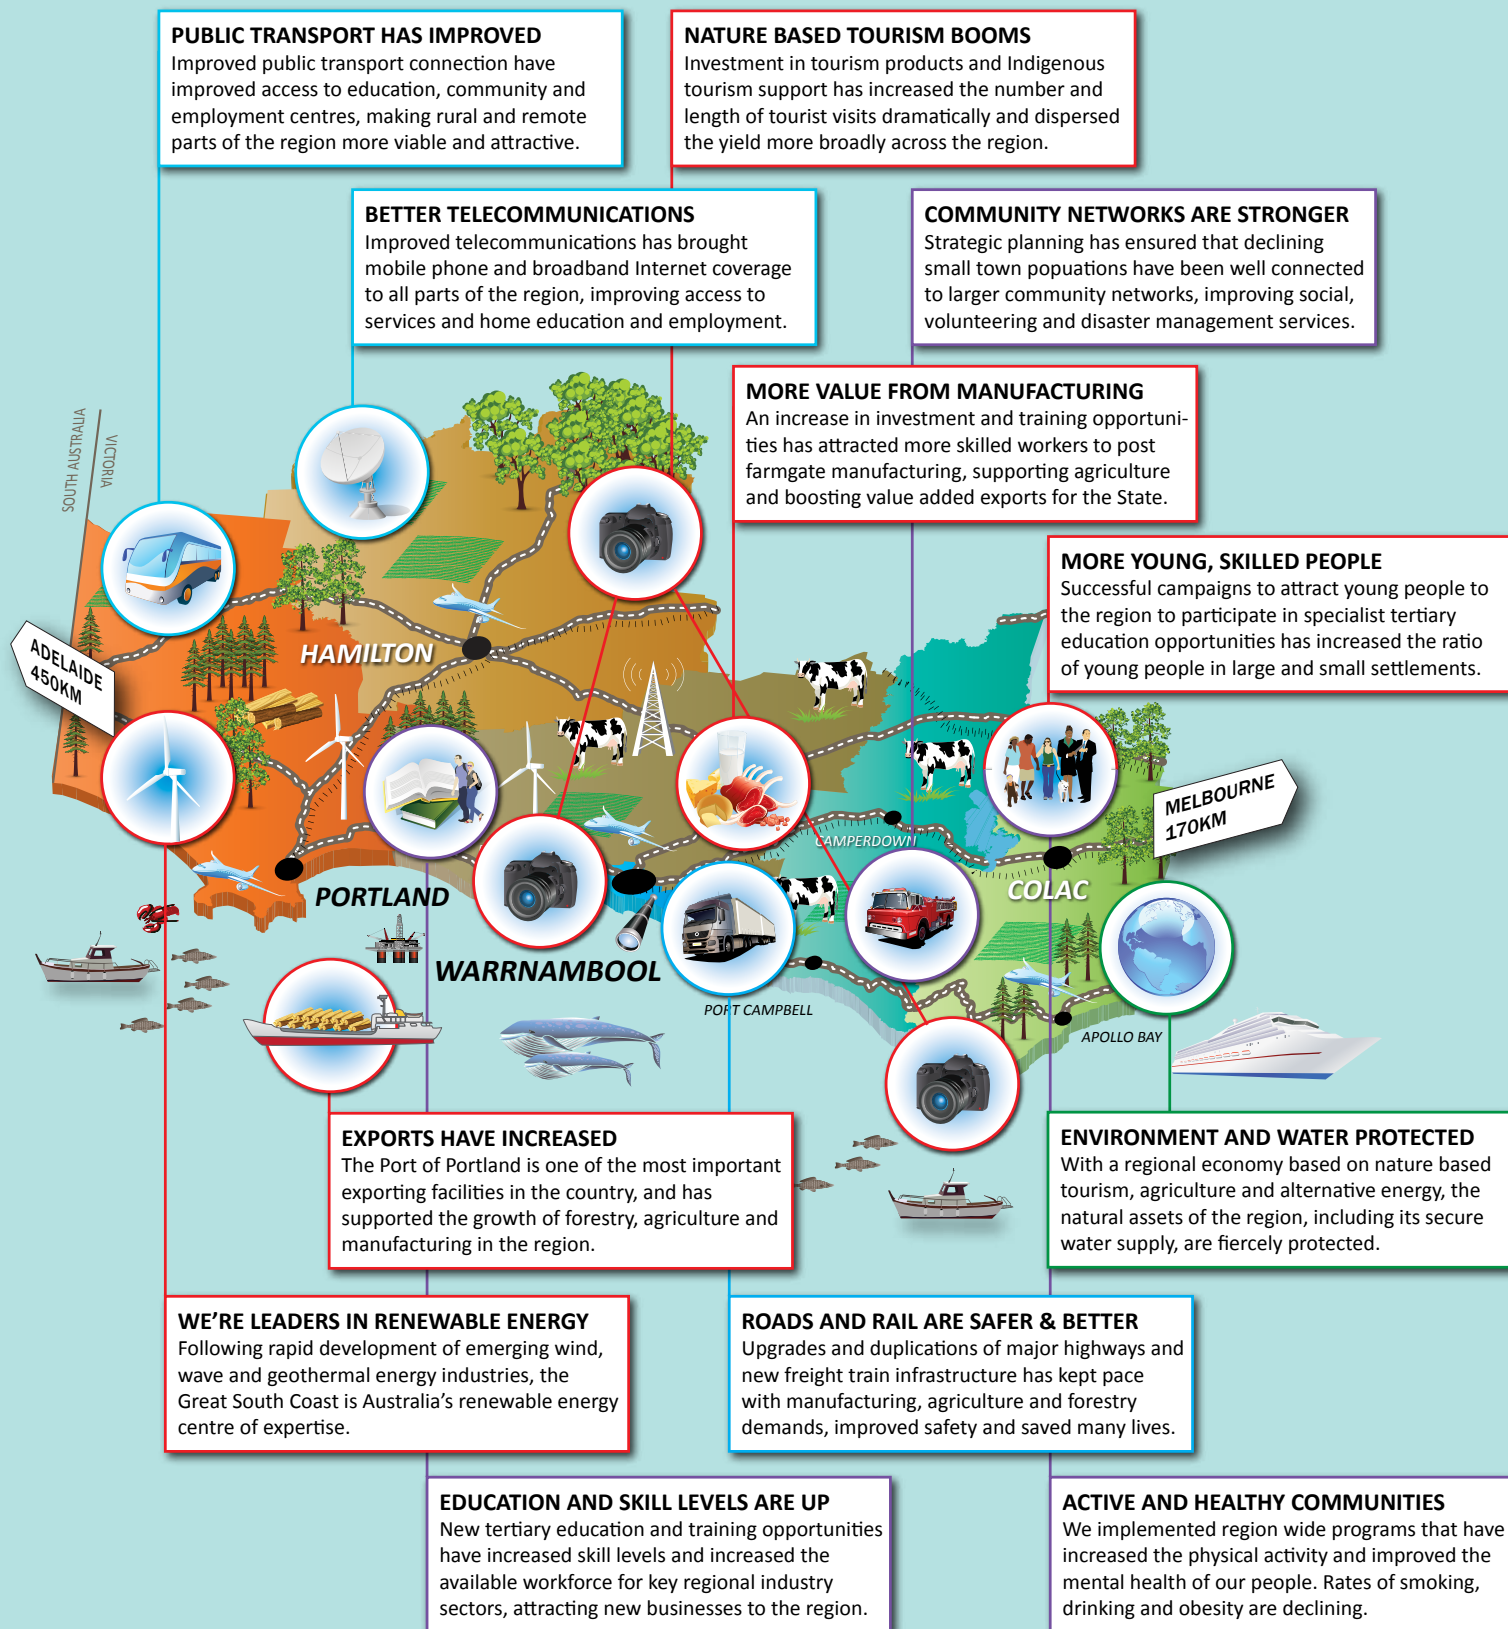 PUBLIC TRANSPORT HAS IMPROVED
Improved public transport connection have
improved access to education, community and
employment centres, making rural and remote
parts of the region more viable and attractive.
NATURE BASED TOURISM BOOMS
Investment in tourism products and Indigenous
tourism support has increased the number and
length of tourist visits dramatically and dispersed
the yield more broadly across the region.
BETTER TELECOMMUNICATIONS
Improved telecommunications has brought
mobile phone and broadband Internet coverage
to all parts of the region, improving access to
services and home education and employment.
COMMUNITY NETWORKS ARE STRONGER
Strategic planning has ensured that declining
small town popuations have been well connected
to larger community networks, improving social,
volunteering and disaster management services.
MORE VALUE FROM MANUFACTURING
An increase in investment and training opportuni-
ties has attracted more skilled workers to post
farmgate manufacturing, supporting agriculture
and boosting value added exports for the State.
SOUTH AUSTRALIA
VICTORIA
MORE YOUNG, SKILLED PEOPLE
Successful campaigns to attract young people to
the region to participate in specialist tertiary
education opportunities has increased the ratio
of young people in large and small settlements.
ADELAIDE
450KM
HAMILTON
MELBOURNE
170KM
CAMPERDOWN
PORTLAND
COLAC
WARRNAMBOOL
PORT CAMPBELL
APOLLO BAY
EXPORTS HAVE INCREASED
The Port of Portland is one of the most important
exporting facilities in the country, and has
supported the growth of forestry, agriculture and
manufacturing in the region.
ENVIRONMENT AND WATER PROTECTED
With a regional economy based on nature based
tourism, agriculture and alternative energy, the
natural assets of the region, including its secure
water supply, are fiercely protected.
WE'RE LEADERS IN RENEWABLE ENERGY
Following rapid development of emerging wind,
wave and geothermal energy industries, the
Great South Coast is Australia's renewable energy
centre of expertise.
ROADS AND RAIL ARE SAFER & BETTER
Upgrades and duplications of major highways and
new freight train infrastructure has kept pace
with manufacturing, agriculture and forestry
demands, improved safety and saved many lives.
EDUCATION AND SKILL LEVELS ARE UP
New tertiary education and training opportunities
have increased skill levels and increased the
available workforce for key regional industry
sectors, attracting new businesses to the region.
ACTIVE AND HEALTHY COMMUNITIES
We implemented region wide programs that have
increased the physical activity and improved the
mental health of our people. Rates of smoking,
drinking and obesity are declining.